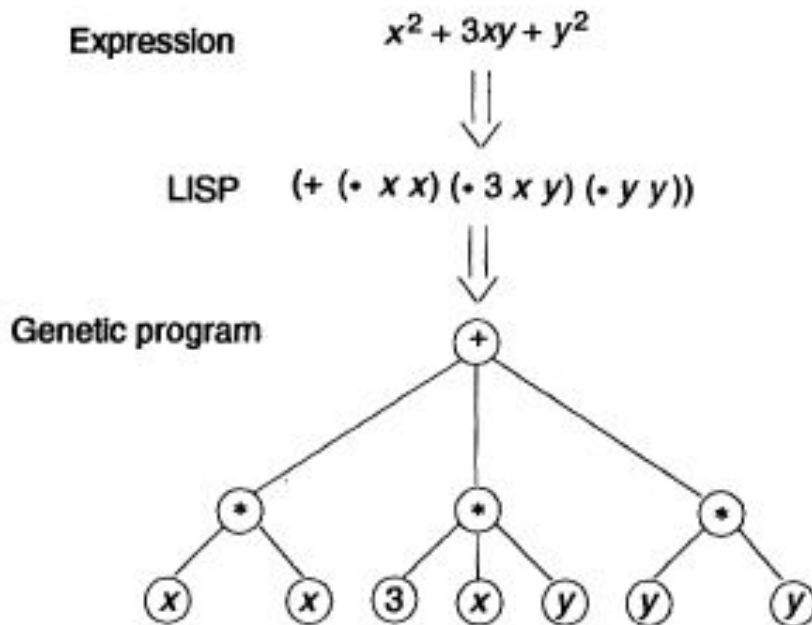 Expression x² + 3xy + y²
LISP (+ (• x x) (• 3 x y) (• y y))
Genetic program
+
* * *
x x 3 x y y y